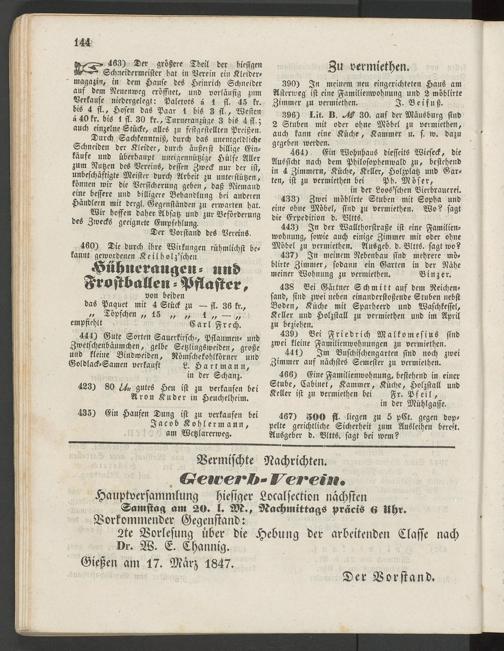 144
463) Der größere Theil der hiesigen
Schneidermeister hat in Verein ein Kleider-
magazin, in dem Hause des Heinrich Schneider
auf dem Neuenweg eröffnet, und vorläufig zum
Verkaufe niedergelegt: Paletots à 1 fl. 45 kr.
bis 4 fl., Hosen das Paar 1 bis 3 fl., Westen
à 40 kr. bis 1 fl. 30 kr., Turneranzüge 3 bis 4 fl.;
auch einzelne Stücke, alles zu festgestellten Preißen.
Durch Sachkenntniß, durch das unentgeldliche
Schneiden der Kleider, durch äußerst billige Ein-
käufe und überhaupt uneigennützige Hülfe Aller
zum Nutzen des Vereins, dessen Zweck nur der ist,
unbeschäftigte Meister durch Arbeit zu unterstützen,
können wir die Versicherung geben, daß Niemand
eine bessere und billigere Behandlung bei anderen
Händlern mit dergl. Gegenständen zu erwarten hat.
Wir hoffen daher Absatz und zur Beförderung
des Zwecks geeignete Empfehlung.
Der Vorstand des Vereins.
460) Die durch ihre Wirkungen rühmlichst be-
kannt gewordenen Keilholz'schen
Hühneraugen- und
Frostballen-Pflaster,
von beiden
das Paquet mit 4 Stück zu — fl. 36 kr.,
„ Töpfchen „ 15 „ „ 1 „ — „
empfiehlt Carl Frech.
444) Gute Sorten Sauerkirsch-, Pflaumen- und
Zwetschenbäumchen, gelbe Setzlingsweiden, große
und kleine Bindweiden, Römschekohlkörner und
Goldlack-Samen verkauft L. Hartmann,
in der Schanz.
423) 80 gutes Heu ist zu verkaufen bei
Aron Kuder in Heuchelheim.
435) Ein Haufen Dung ist zu verkaufen bei
Jacob Kohlermann,
am Wetzlarerweg.
Zu vermiethen.
390) In meinem neu eingerichteten Haus am
Asterweg ist eine Familienwohnung und 2 möblirte
Zimmer zu vermiethen. J. Beifuß.
396) Lit. B. № 30. auf der Mäusburg sind
2 Stuben mit oder ohne Möbel zu vermiethen,
auch kann eine Küche, Kammer u. s. w. dazu
gegeben werden.
464) Ein Wohnhaus diesseits Wieseck, die
Aussicht nach dem Philosophenwald zu, bestehend
in 4 Zimmern, Küche, Keller, Holzplatz und Gar-
ten, ist zu vermiethen bei Ph. Möser,
in der Loos'schen Bierbrauerei.
433) Zwei möblirte Stuben mit Sopha und
eine ohne Möbel, sind zu vermiethen. Wo? sagt
die Expedition d. Blts.
443) In der Wallthorstraße ist eine Familien-
wohnung, sowie auch einige Zimmer mit oder ohne
Möbel zu vermiethen. Ausgeb. d. Blts. sagt wo?
437) In meinem Nebenbau sind mehrere mö-
blirte Zimmer, sodann ein Garten in der Nähe
meiner Wohnung zu vermiethen. Binzer.
438 Bei Gärtner Schmitt auf dem Reichen-
sand, sind zwei neben einanderstoßende Stuben nebst
Boden, Küche mit Sparheerd und Waschkessel,
Keller und Holzstall zu vermiethen und im April
zu beziehen.
439) Bei Friedrich Malkomesius sind
zwei kleine Familienwohnungen zu vermiethen.
441) Im Buschischengarten sind noch zwei
Zimmer auf nächstes Semester zu vermiethen.
466) Eine Familienwohnung, bestehend in einer
Stube, Cabinet, Kammer, Küche, Holzstall und
Keller ist zu vermiethen bei Fr. Pfeil,
in der Mühlgasse.
467) 500 fl. liegen zu 5 pCt. gegen dop-
pelte gerichtliche Sicherheit zum Ausleihen bereit.
Ausgeber d. Blts. sagt bei wem?
Vermischte Nachrichten.
Gewerb-Verein.
Hauptversammlung hiesiger Localsection nächsten
Samstag am 20. l. M., Nachmittags präcis 6 Uhr.
Vorkommender Gegenstand:
2te Vorlesung über die Hebung der arbeitenden Classe nach
Dr. W. E. Channig.
Gießen am 17. März 1847.
Der Vorstand.